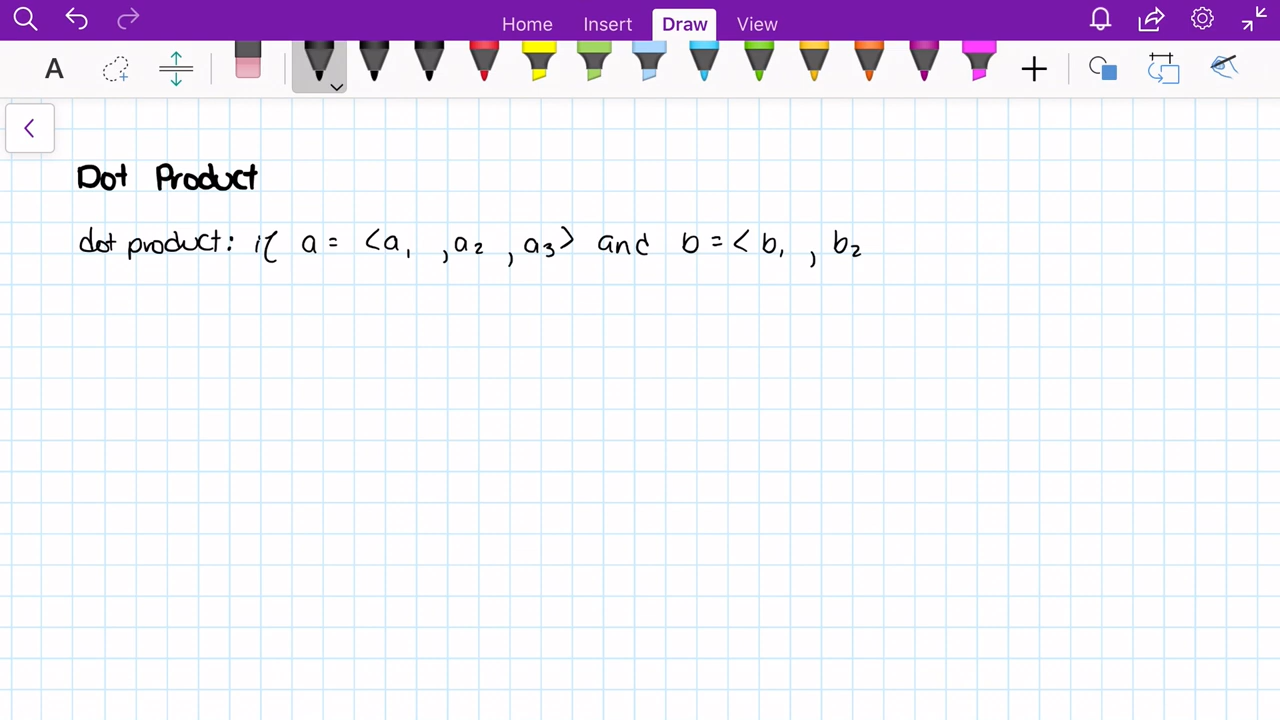 Home Insert Draw View
A
Dot Product
dot product: if a = <a₁ , a₂ , a₃> and b = < b₁ , b₂